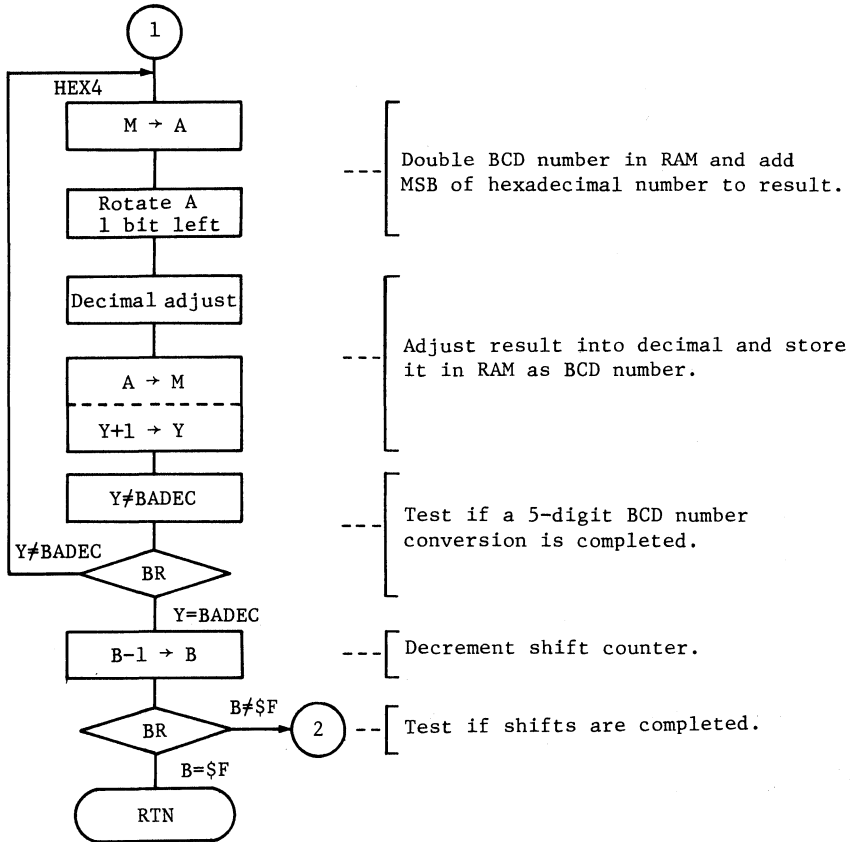 1
HEX4
M → A
Double BCD number in RAM and add
MSB of hexadecimal number to result.
Rotate A
1 bit left
Decimal adjust
Adjust result into decimal and store
it in RAM as BCD number.
A → M
Y+1 → Y
Y≠BADEC
Test if a 5-digit BCD number
conversion is completed.
Y≠BADEC
BR
Y=BADEC
B-1 → B
Decrement shift counter.
B≠$F
BR
2
Test if shifts are completed.
B=$F
RTN